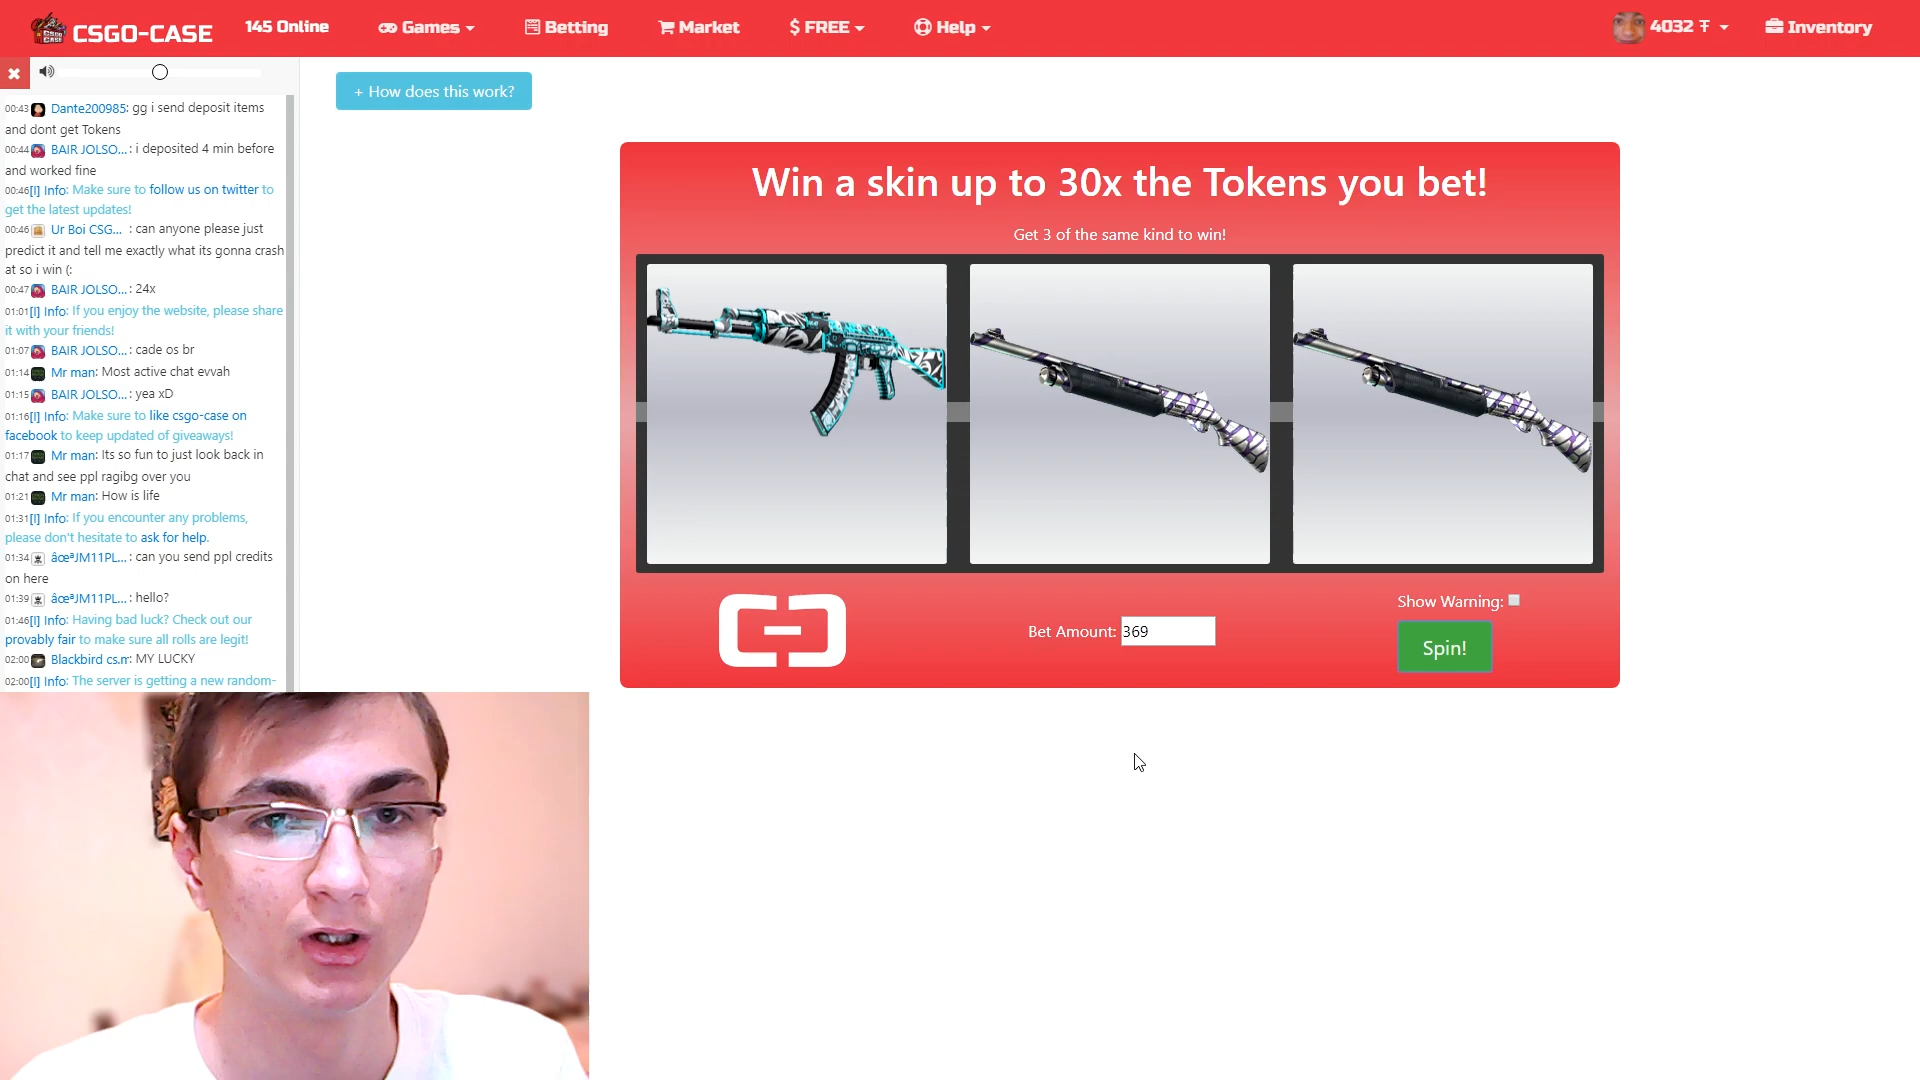 CSGO-CASE
145 Online
Games
Betting
Market
$ FREE
Help
4032 Ŧ
Inventory
00:43 Dante200985: gg i send deposit items
and dont get Tokens
00:44 BAIR JOLSO... : i deposited 4 min before
and worked fine
00:46[!] Info: Make sure to follow us on twitter to
get the latest updates!
00:46 Ur Boi CSG... : can anyone please just
predict it and tell me exactly what its gonna crash
at so i win (:
00:47 BAIR JOLSO... : 24x
01:01[!] Info: If you enjoy the website, please share
it with your friends!
01:07 BAIR JOLSO... : cade os br
01:14 Mr man: Most active chat evvah
01:15 BAIR JOLSO... : yea xD
01:16[!] Info: Make sure to like csgo-case on
facebook to keep updated of giveaways!
01:17 Mr man: Its so fun to just look back in
chat and see ppl ragibg over you
01:21 Mr man: How is life
01:31[!] Info: If you encounter any problems,
please don't hesitate to ask for help.
01:34 âœªJM11PL... : can you send ppl credits
on here
01:39 âœªJM11PL... : hello?
01:46[!] Info: Having bad luck? Check out our
provably fair to make sure all rolls are legit!
02:00 Blackbird cs.m: MY LUCKY
02:00[!] Info: The server is getting a new random-
+ How does this work?
Win a skin up to 30x the Tokens you bet!
Get 3 of the same kind to win!
Bet Amount: 369
Show Warning:
Spin!